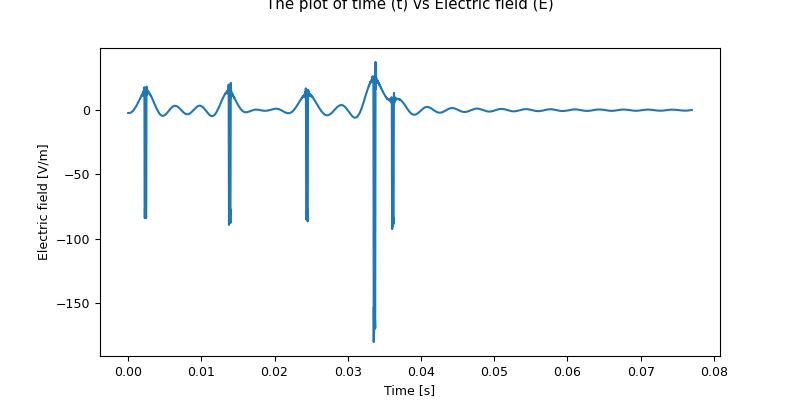 The plot of time (t) vs Electric field (E)
Electric field [V/m]
0
−50
−100
−150
0.00 0.01 0.02 0.03 0.04 0.05 0.06 0.07 0.08
Time [s]